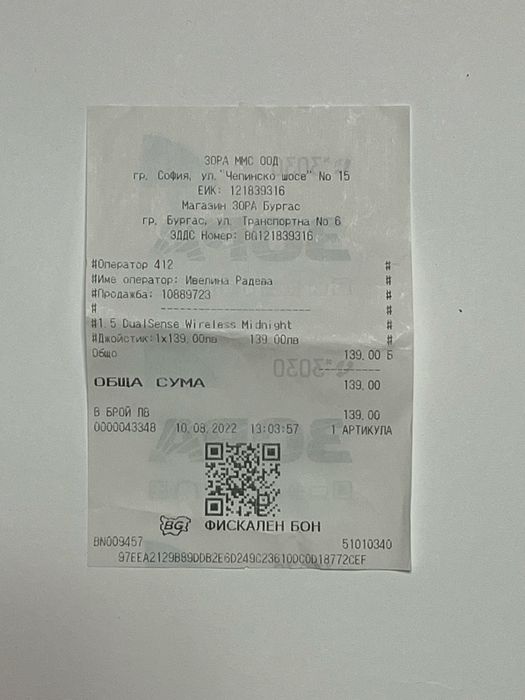 ЗОРА ММС ООД
гр. София, ул."Чепинско шосе" No 15
ЕИК: 121839316
Магазин ЗОРА Бургас
гр. Бургас, ул. Транспортна No 6
ЗДДС Номер: BG121839316
#Оператор 412 #
#Име оператор: Ивелина Радева #
#Продажба: 10889723 #
# ------------------------- #
#1.5 DualSense Wireless Midnight #
#Джойстик: 1x139.00лв 139.00лв #
Общо 139.00 Б
ОБЩА СУМА 139.00
В БРОЙ ЛВ 139.00
0000043348 10.08.2022 13:03:57 1 АРТИКУЛА
BG ФИСКАЛЕН БОН
BN009457 51010340
97EEA2129B89DDB2E6D249C23610DC0D18772CEF